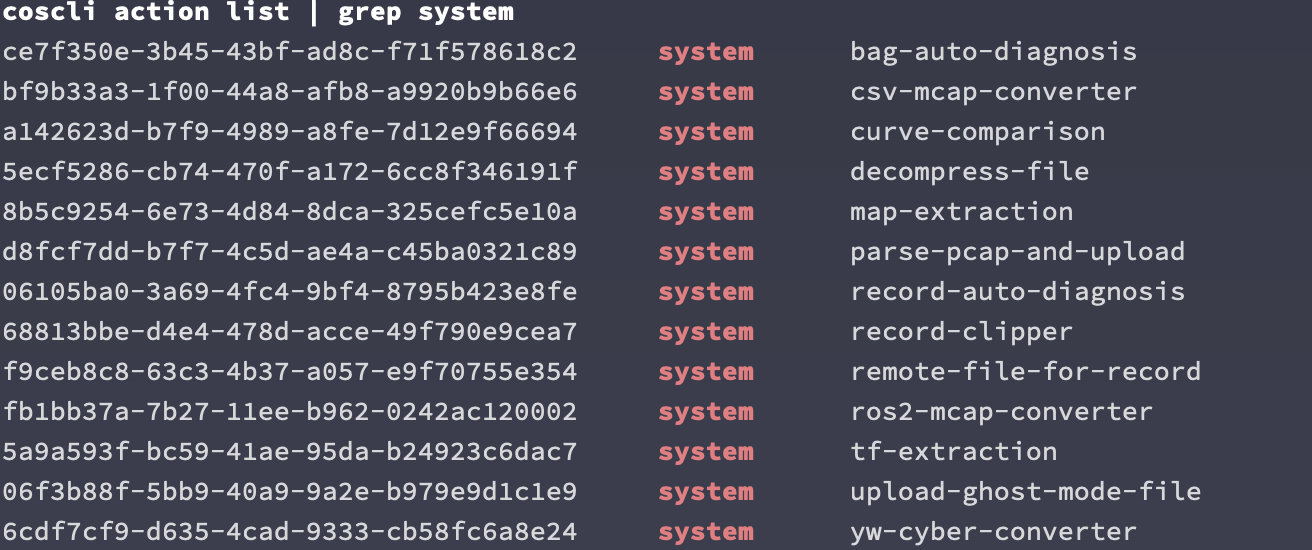 coscli action list | grep system
ce7f350e-3b45-43bf-ad8c-f71f578618c2 system bag-auto-diagnosis
bf9b33a3-1f00-44a8-afb8-a9920b9b66e6 system csv-mcap-converter
a142623d-b7f9-4989-a8fe-7d12e9f66694 system curve-comparison
5ecf5286-cb74-470f-a172-6cc8f346191f system decompress-file
8b5c9254-6e73-4d84-8dca-325cefc5e10a system map-extraction
d8fcf7dd-b7f7-4c5d-ae4a-c45ba0321c89 system parse-pcap-and-upload
06105ba0-3a69-4fc4-9bf4-8795b423e8fe system record-auto-diagnosis
68813bbe-d4e4-478d-acce-49f790e9cea7 system record-clipper
f9ceb8c8-63c3-4b37-a057-e9f70755e354 system remote-file-for-record
fb1bb37a-7b27-11ee-b962-0242ac120002 system ros2-mcap-converter
5a9a593f-bc59-41ae-95da-b24923c6dac7 system tf-extraction
06f3b88f-5bb9-40a9-9a2e-b979e9d1c1e9 system upload-ghost-mode-file
6cdf7cf9-d635-4cad-9333-cb58fc6a8e24 system yw-cyber-converter